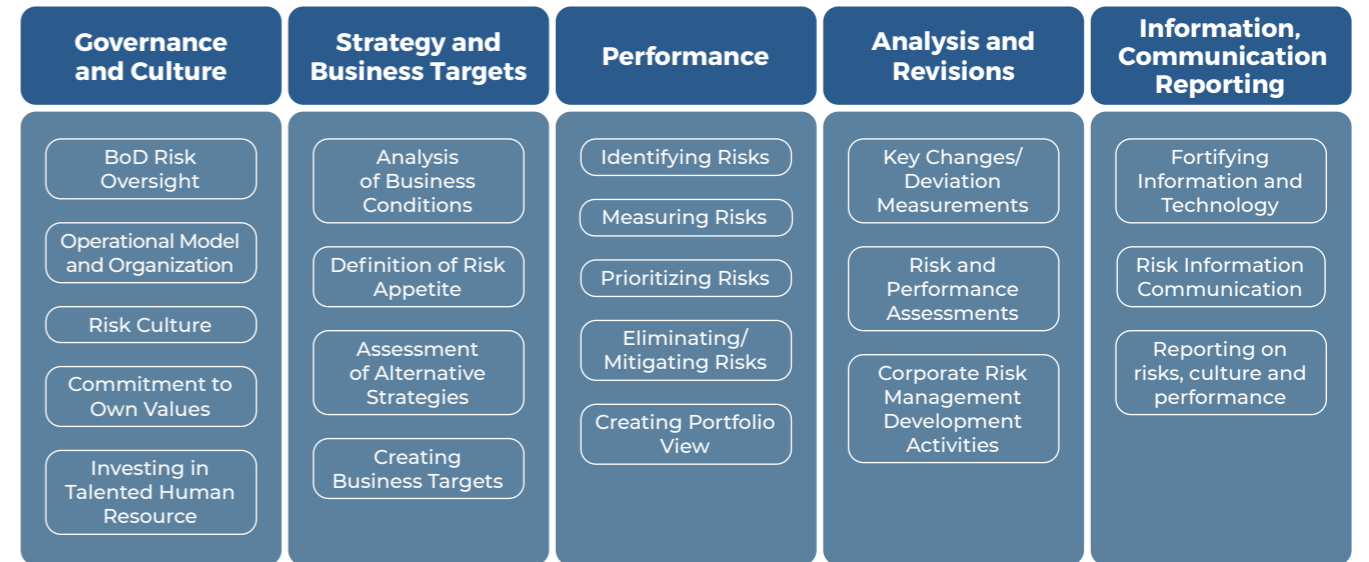 Governance
and Culture
BoD Risk
Oversight
Operational Model
and Organization
Risk Culture
Commitment to
Own Values
Investing in
Talented Human
Resource
Strategy and
Business Targets
Analysis
of Business
Conditions
Definition of Risk
Appetite
Assessment
of Alternative
Strategies
Creating
Business Targets
Performance
Identifying Risks
Measuring Risks
Prioritizing Risks
Eliminating/
Mitigating Risks
Creating Portfolio
View
Analysis and
Revisions
Key Changes/
Deviation
Measurements
Risk and
Performance
Assessments
Corporate Risk
Management
Development
Activities
Information,
Communication
Reporting
Fortifying
Information and
Technology
Risk Information
Communication
Reporting on
risks, culture and
performance